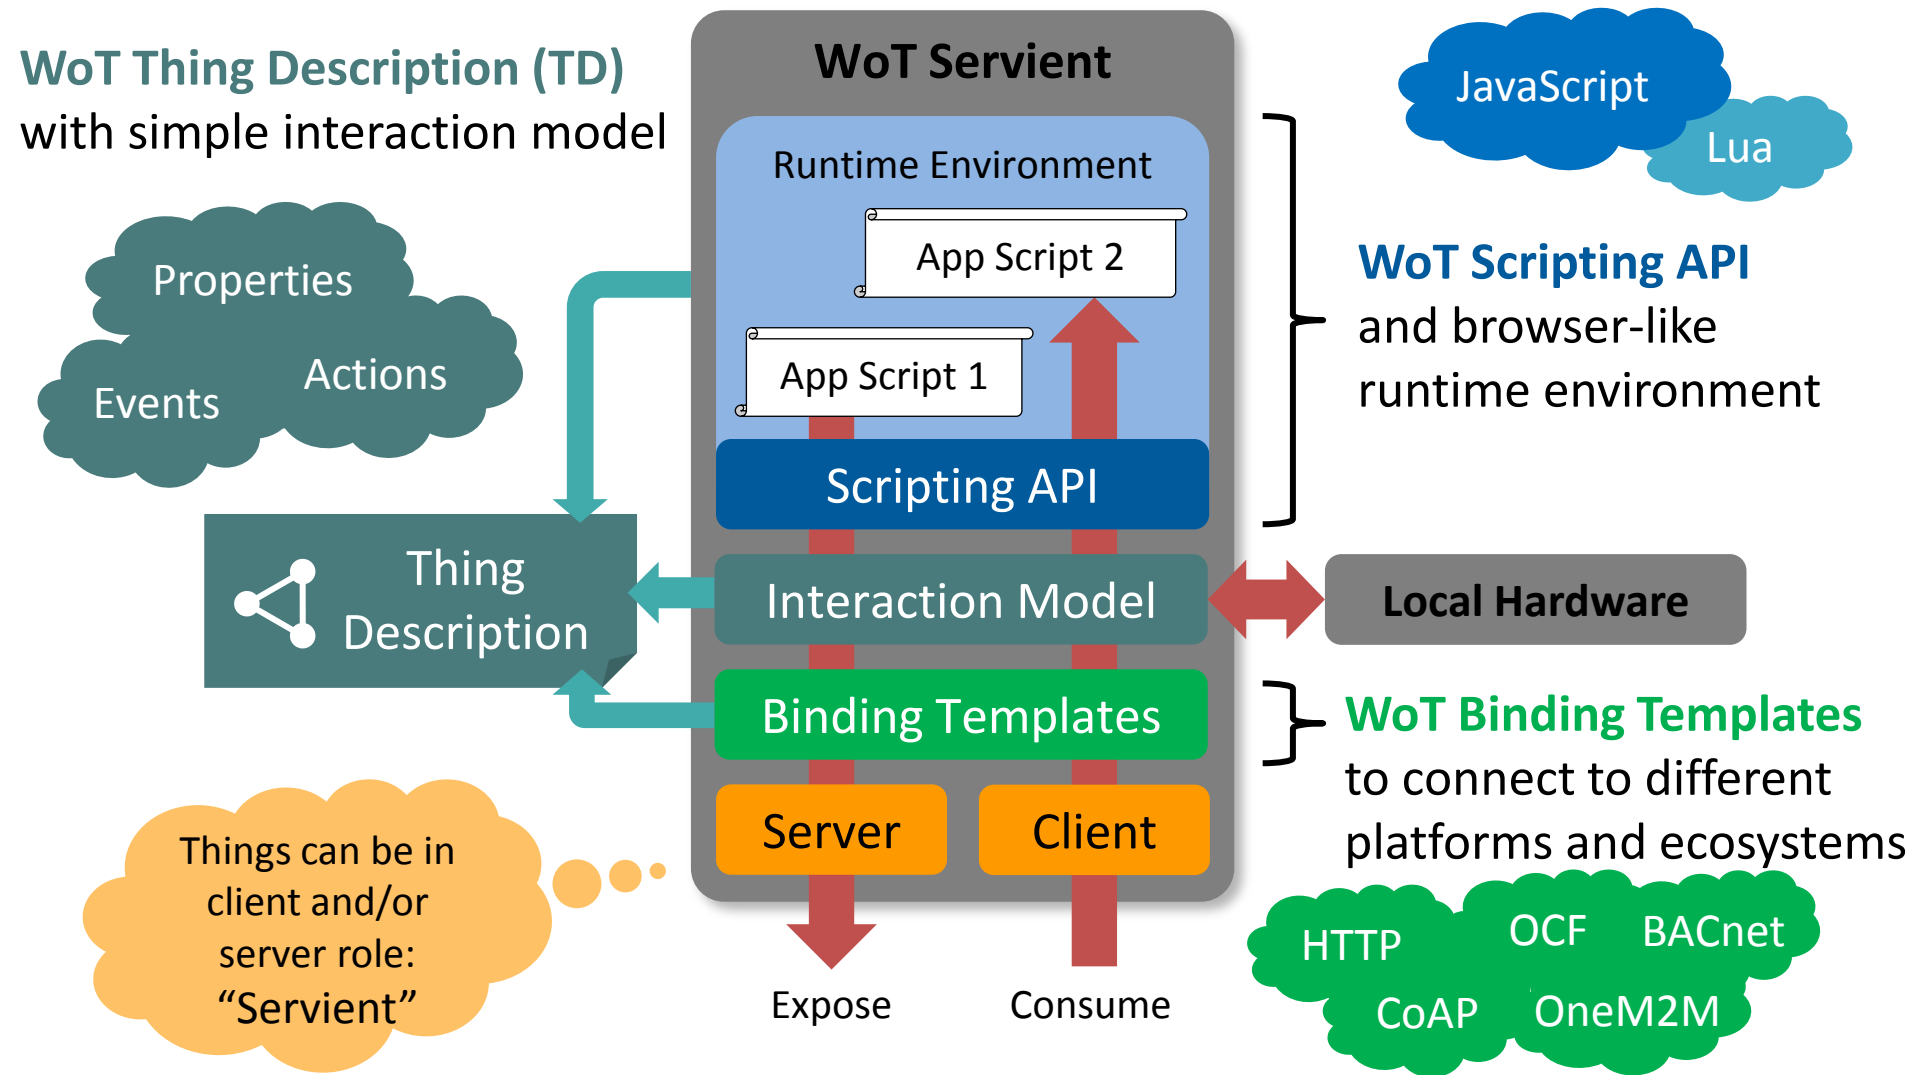 WoT Thing Description (TD)
with simple interaction model
Properties
Actions
Events
Thing
Description
Things can be in
client and/or
server role:
“Servient”
WoT Servient
Runtime Environment
App Script 2
App Script 1
Scripting API
Interaction Model
Binding Templates
Server
Client
Expose
Consume
JavaScript
Lua
WoT Scripting API
and browser-like
runtime environment
Local Hardware
WoT Binding Templates
to connect to different
platforms and ecosystems
HTTP
OCF
BACnet
CoAP
OneM2M